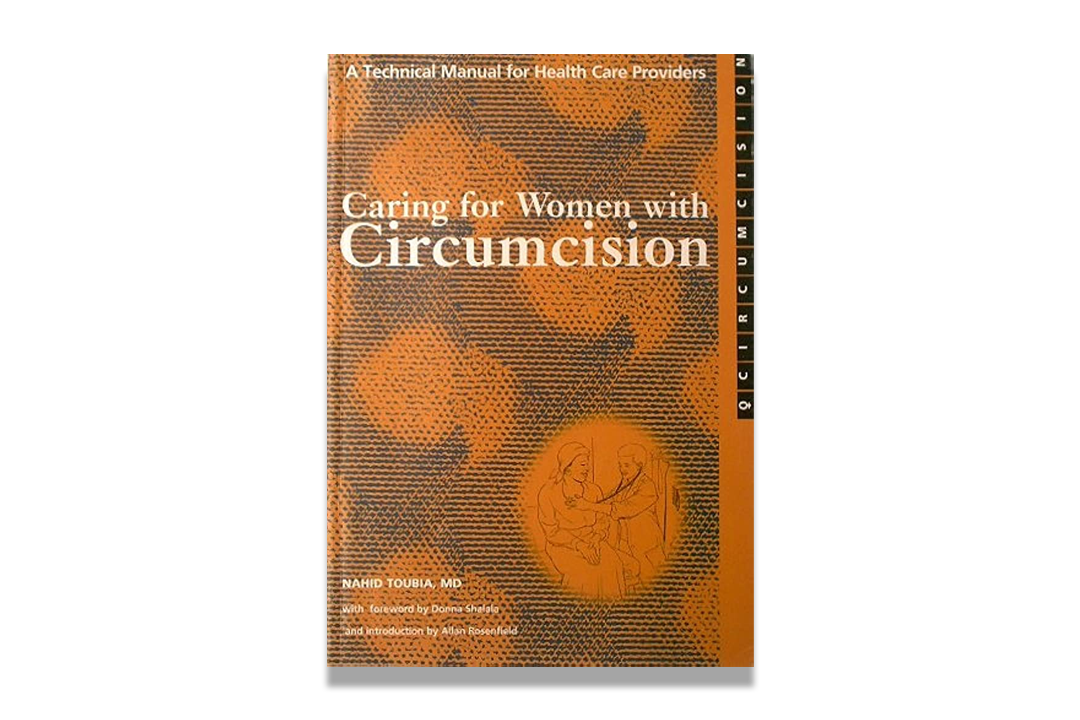 A Technical Manual for Health Care Providers
Caring for Women with
Circumcision
NAHID TOUBIA, MD
with foreword by Donna Shalala
and introduction by Allan Rosenfield
CIRCUMCISION